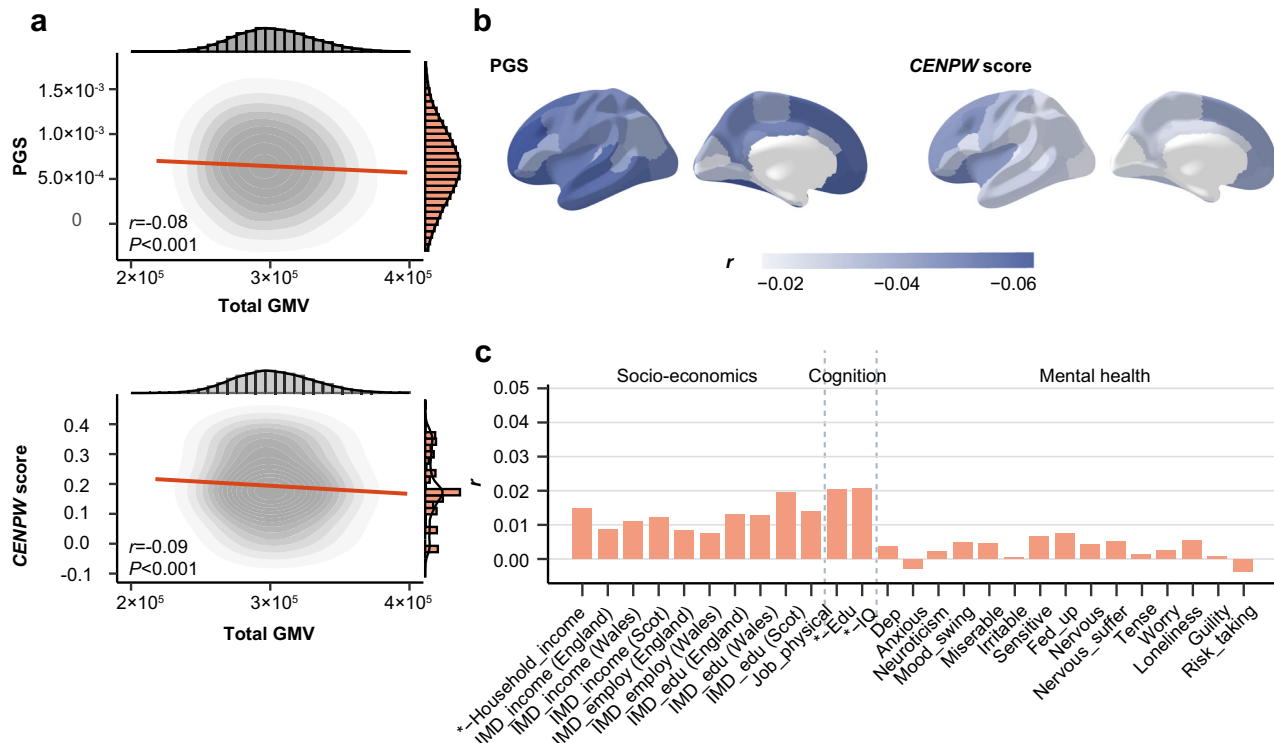 a
PGS
1.5×10⁻³
1.0×10⁻³
5.0×10⁻⁴
0
r=-0.08
P<0.001
2×10⁵
3×10⁵
4×10⁵
Total GMV
CENPW score
0.4
0.3
0.2
0.1
0.0
-0.1
r=-0.09
P<0.001
2×10⁵
3×10⁵
4×10⁵
Total GMV
b
PGS
CENPW score
r
−0.02
−0.04
−0.06
c
Socio-economics
Cognition
Mental health
r
0.05
0.04
0.03
0.02
0.01
0.00
*−Household_income
IMD_income (England)
IMD_income (Wales)
IMD_income (Scot)
IMD_employ (England)
IMD_employ (Wales)
IMD_edu (England)
IMD_edu (Wales)
IMD_edu (Scot)
Job_physical
*−Edu
*−IQ
Dep
Anxious
Neuroticism
Mood_swing
Miserable
Iritable
Sensitive
Fed_up
Nervous
Nervous_suffer
Tense
Worry
Loneliness
Guility
Risk_taking